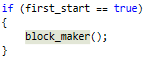 if (first_start == true)
{
    block_maker();
}